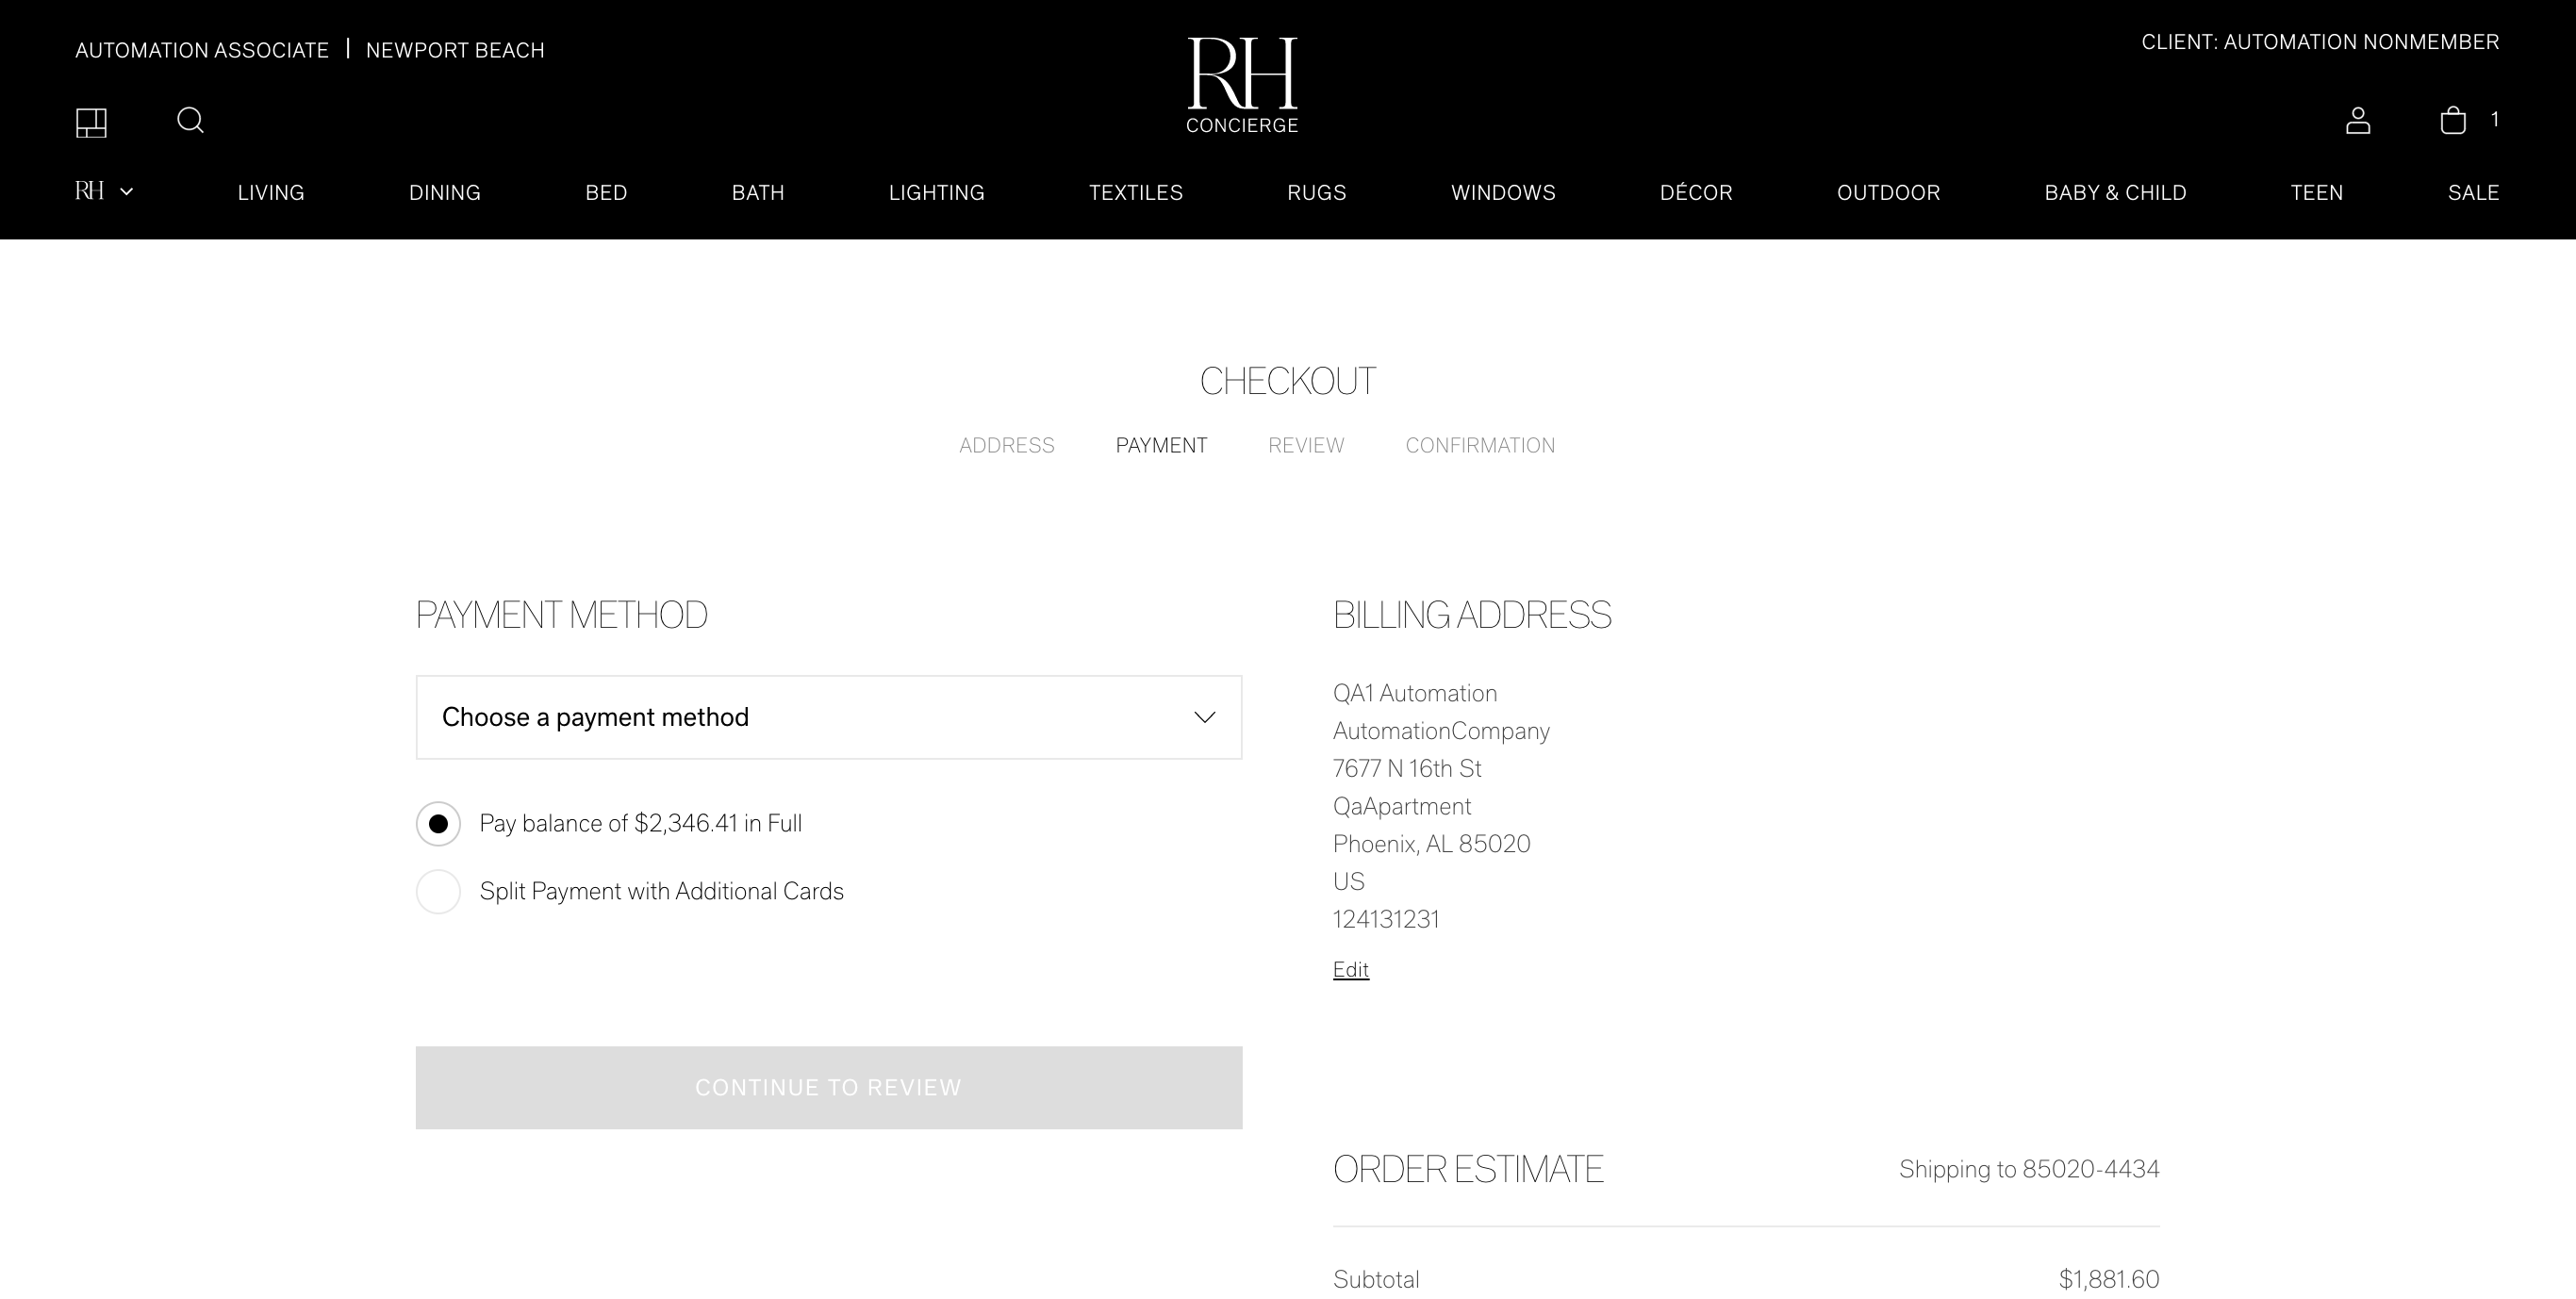 AUTOMATION ASSOCIATE | NEWPORT BEACH
RH
CONCIERGE
CLIENT: AUTOMATION NONMEMBER
1
RH LIVING DINING BED BATH LIGHTING TEXTILES RUGS WINDOWS DÉCOR OUTDOOR BABY & CHILD TEEN SALE
CHECKOUT
ADDRESS PAYMENT REVIEW CONFIRMATION
PAYMENT METHOD
Choose a payment method
Pay balance of $2,346.41 in Full
Split Payment with Additional Cards
CONTINUE TO REVIEW
BILLING ADDRESS
QA1 Automation
AutomationCompany
7677 N 16th St
QaApartment
Phoenix, AL 85020
US
124131231
Edit
ORDER ESTIMATE Shipping to 85020-4434
Subtotal $1,881.60